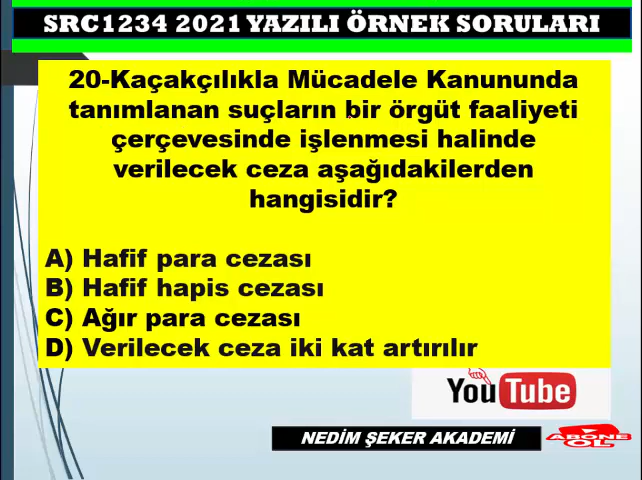 SRC1234 2021 YAZILI ÖRNEK SORULARI
20-Kaçakçılıkla Mücadele Kanununda
tanımlanan suçların bir örgüt faaliyeti
çerçevesinde işlenmesi halinde
verilecek ceza aşağıdakilerden
hangisidir?
A) Hafif para cezası
B) Hafif hapis cezası
C) Ağır para cezası
D) Verilecek ceza iki kat artırılır
YouTube
NEDİM ŞEKER AKADEMİ
ABONE
OL